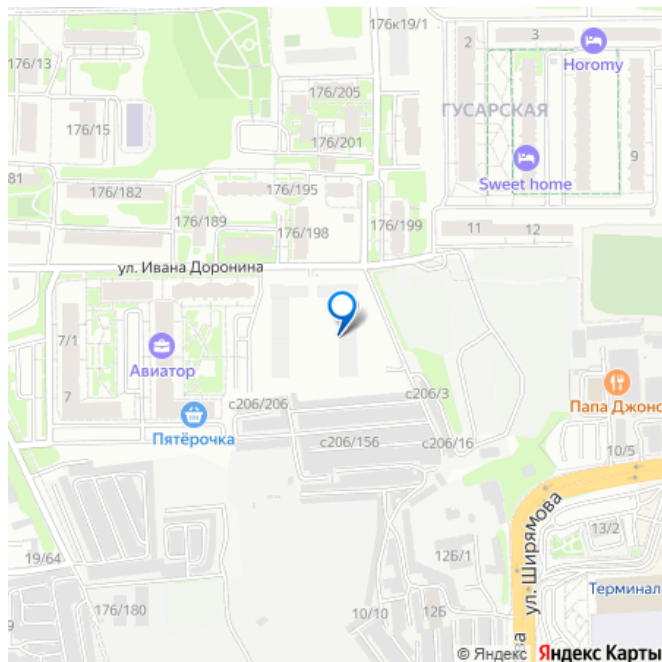 176к19/1
2
3
Horomy
176/13
176/205
ГУСАРСКАЯ
176/15
176/201
Sweet home
9
81
176/182
176/195
176/189
176/198
176/199
11
12
ул. Ивана Доронина
7/1
Авиатор
7
с206/206
с206/3
Папа Джонс
Пятёрочка
с206/156
с206/16
10/5
ул. Ширямова
13/2
19/64
12Б/1
Терминал
176/180
10/10
12Б
ова
© Яндекс Яндекс Карты